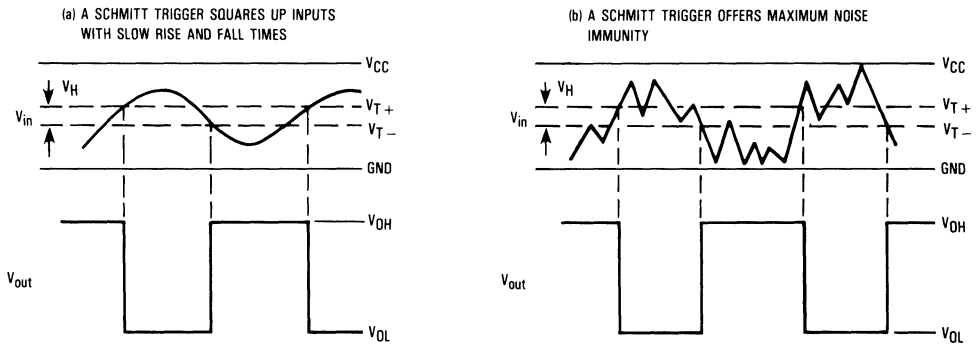 (a) A SCHMITT TRIGGER SQUARES UP INPUTS
WITH SLOW RISE AND FALL TIMES
VCC
VH
VT+
Vin
VT−
GND
VOH
Vout
VOL
(b) A SCHMITT TRIGGER OFFERS MAXIMUM NOISE
IMMUNITY
VCC
VH
VT+
Vin
VT−
GND
VOH
Vout
VOL